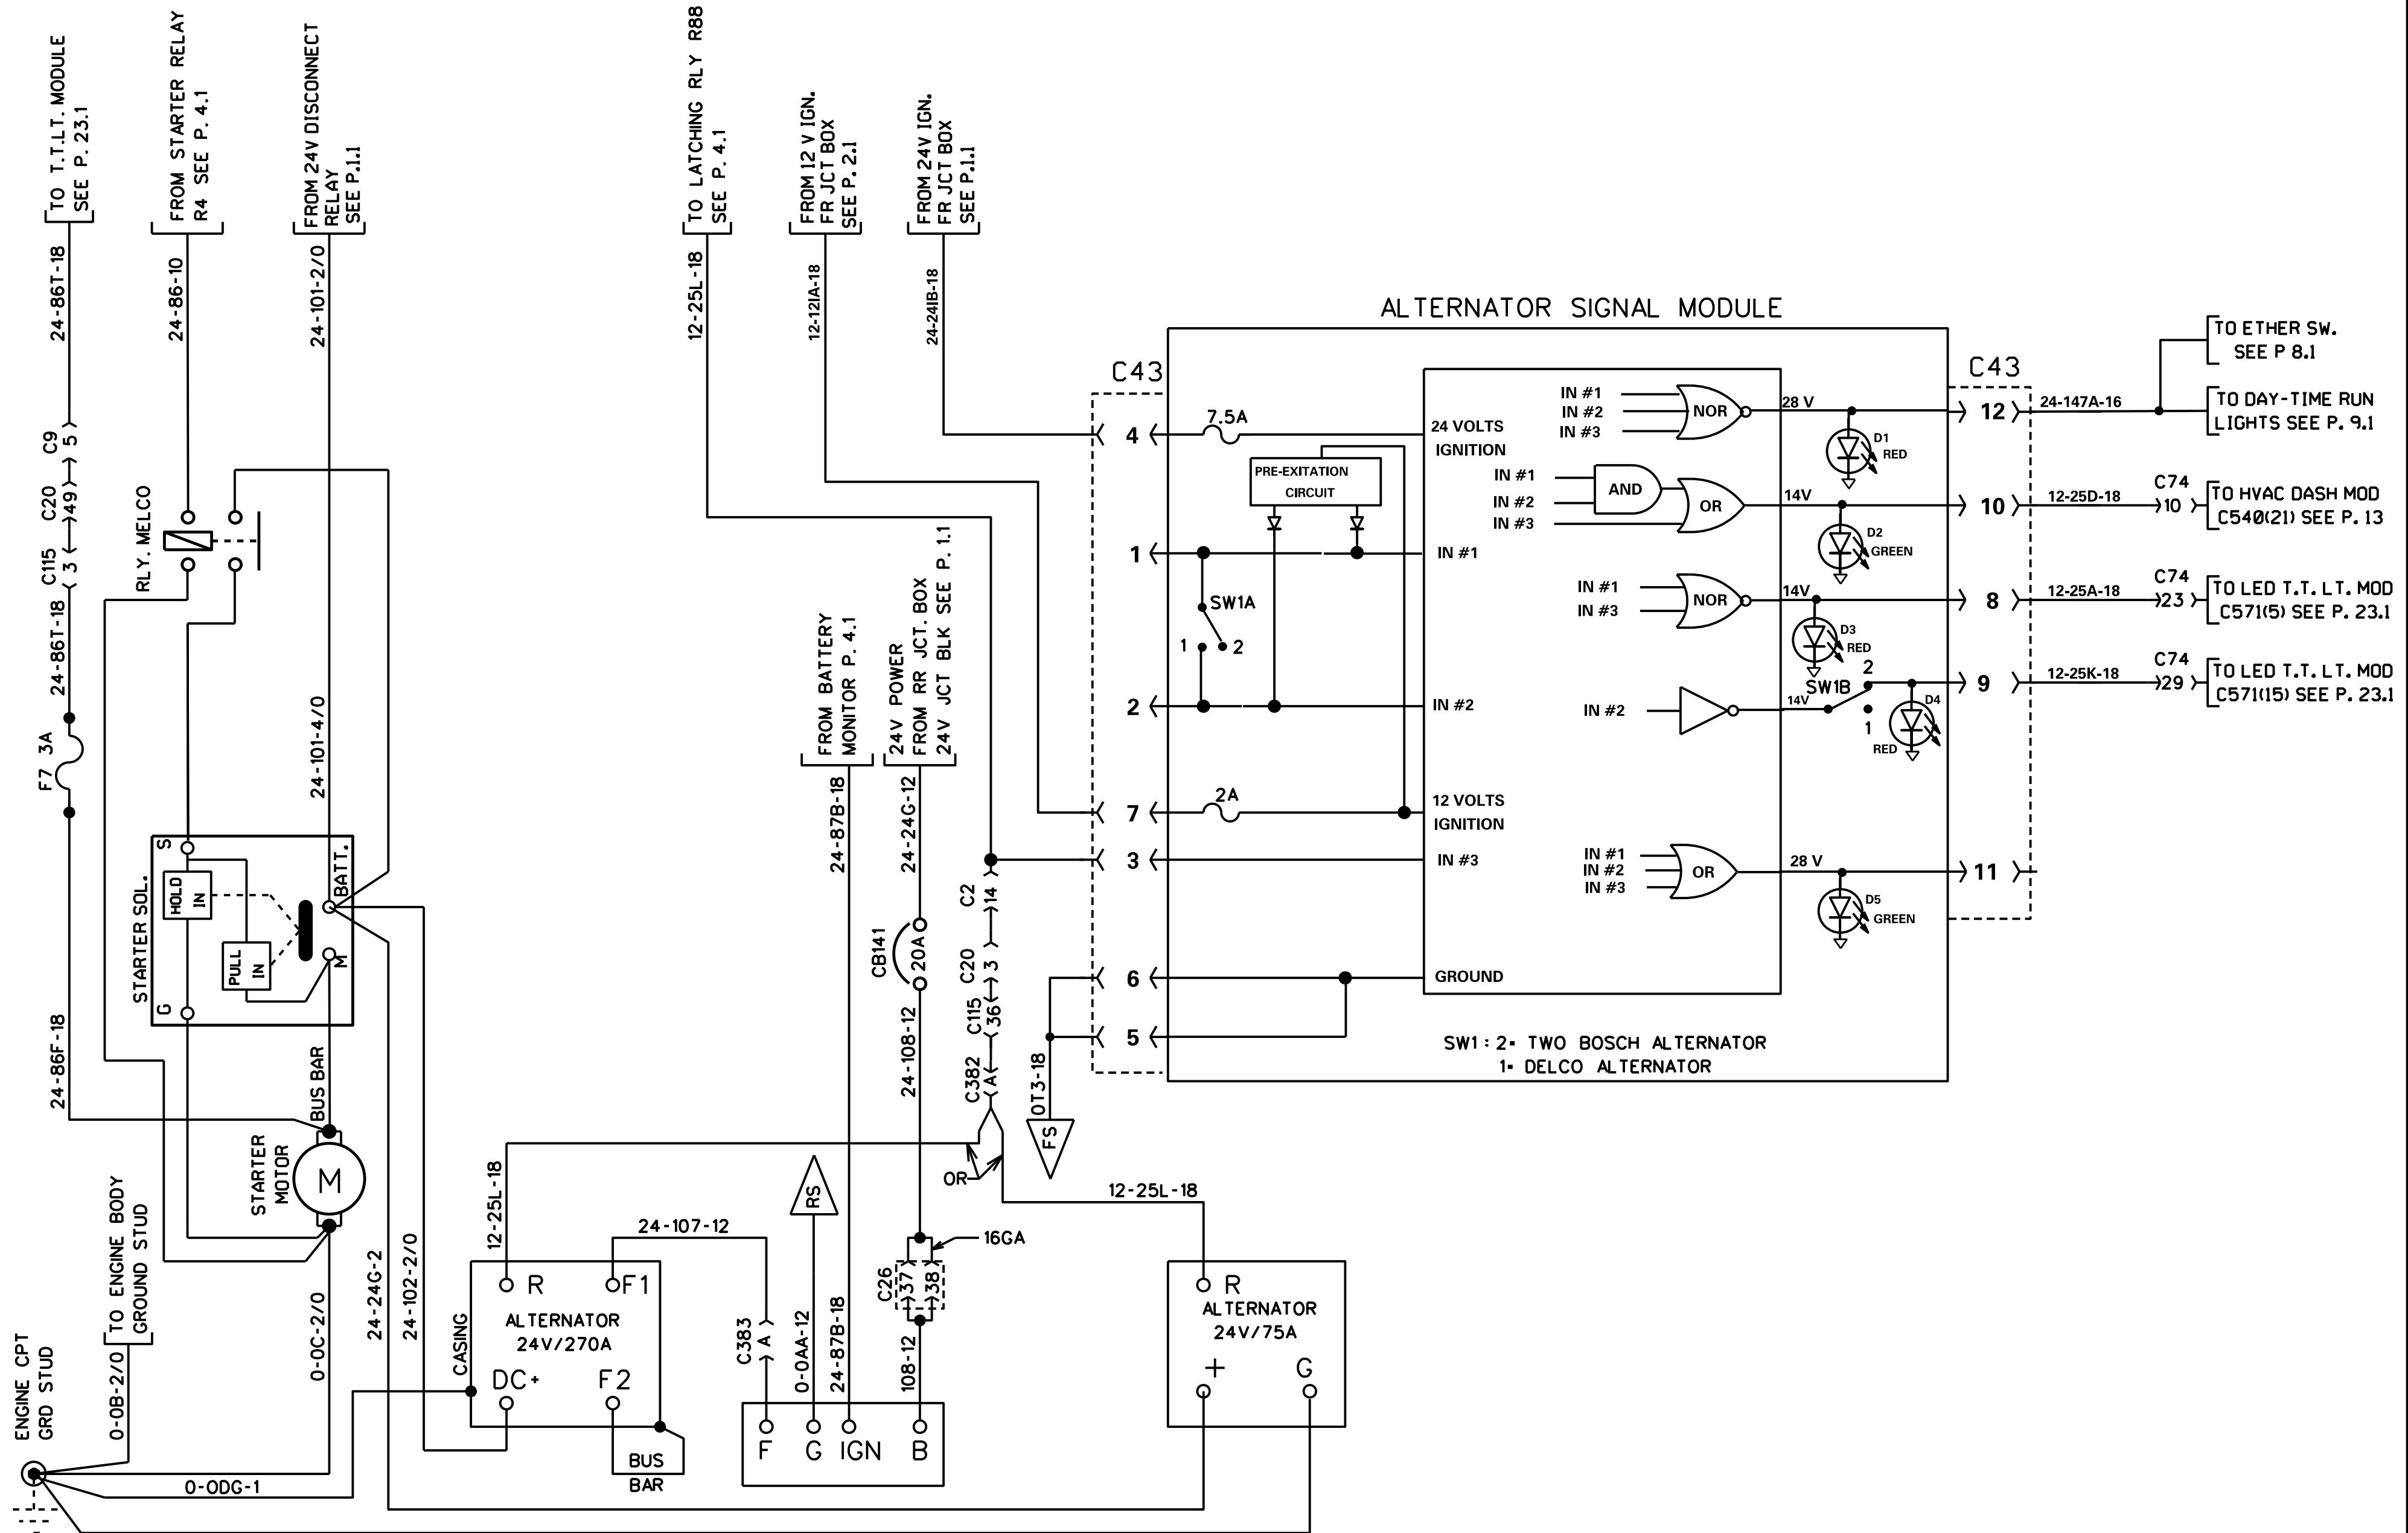 TO T.T.LT. MODULE
SEE P. 23.1
24-86T-18
C9
5
C20
49
C115
3
24-86T-18
F7 3A
24-86F-18
FROM STARTER RELAY
R4 SEE P. 4.1
24-86-10
RLY. MELCO
FROM 24V DISCONNECT
RELAY
SEE P.1.1
24-101-2/0
24-101-4/0
STARTER SOL.
S
HOLD
IN
PULL
IN
BATT.
M
G
BUS BAR
STARTER
MOTOR
M
TO ENGINE BODY
GROUND STUD
0-0B-2/0
ENGINE CPT
GRD STUD
0-0C-2/0
0-0DG-1
24-24G-2
24-102-2/0
TO LATCHING RLY R88
SEE P. 4.1
12-25L-18
FROM 12 V IGN.
FR JCT BOX
SEE P. 2.1
12-12IA-18
FROM 24V IGN.
FR JCT BOX
SEE P.1.1
24-24IB-18
FROM BATTERY
MONITOR P. 4.1
24-87B-18
24V POWER
FROM RR JCT. BOX
24V JCT BLK SEE P. 1.1
24-24G-12
CB141
20A
24-108-12
C2
14
C20
3
C115
36
C382
A
OR
12-25L-18
12-25L-18
RS
0-0AA-12
24-87B-18
16GA
C26
37
38
108-12
24-107-12
C383
A
CASING
R
F1
ALTERNATOR
24V/270A
DC+
F2
BUS
BAR
F
G
IGN
B
R
ALTERNATOR
24V/75A
+
G
0T3-18
FS
ALTERNATOR SIGNAL MODULE
C43
4
1
2
7
3
6
5
7.5A
PRE-EXITATION
CIRCUIT
SW1A
1
2
2A
24 VOLTS
IGNITION
IN #1
IN #2
12 VOLTS
IGNITION
IN #3
GROUND
IN #1
IN #2
IN #3
NOR
28 V
D1
RED
IN #1
IN #2
IN #3
AND
OR
14V
D2
GREEN
IN #1
IN #3
NOR
14V
D3
RED
IN #2
14V
SW1B
2
1
D4
RED
IN #1
IN #2
IN #3
OR
28 V
D5
GREEN
SW1 : 2= TWO BOSCH ALTERNATOR
1= DELCO ALTERNATOR
C43
12
24-147A-16
TO ETHER SW.
SEE P 8.1
TO DAY-TIME RUN
LIGHTS SEE P. 9.1
10
12-25D-18
C74
10
TO HVAC DASH MOD
C540(21) SEE P. 13
8
12-25A-18
C74
23
TO LED T.T. LT. MOD
C571(5) SEE P. 23.1
9
12-25K-18
C74
29
TO LED T.T. LT. MOD
C571(15) SEE P. 23.1
11